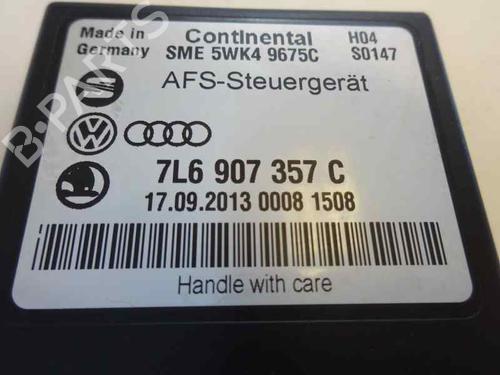 Made in Germany
Continental
SME 5WK4 9675C
H04
S0147
AFS-Steuergerät
7L6 907 357 C
17.09.2013 0008 1508
Handle with care
B-PARTS